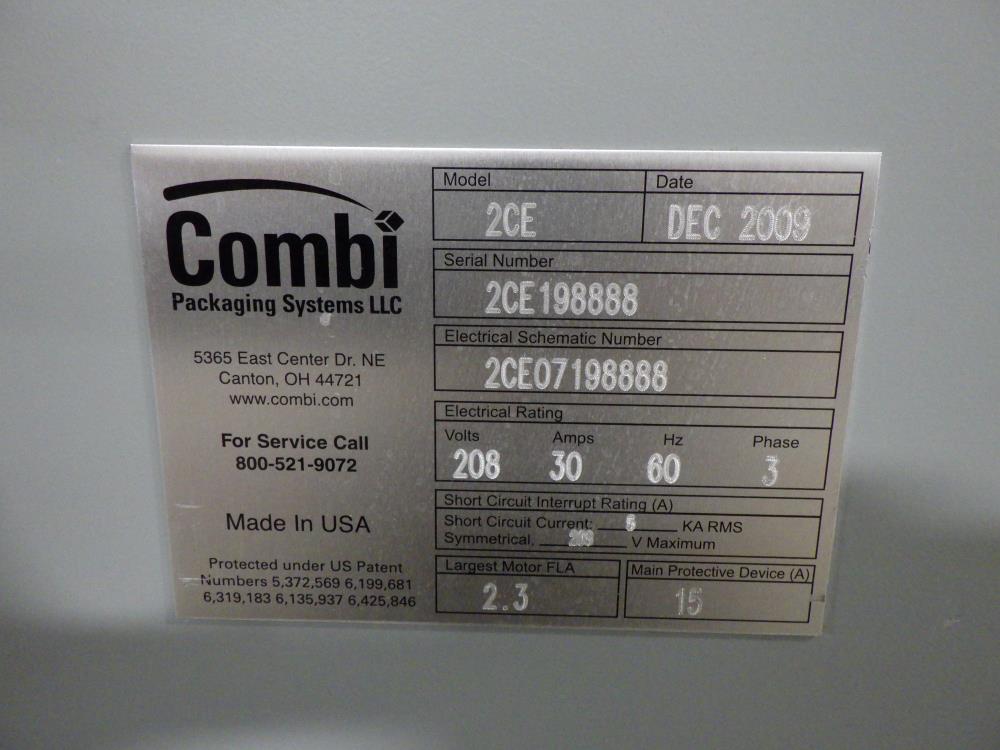 Combi
Packaging Systems LLC
5365 East Center Dr. NE
Canton, OH 44721
www.combi.com
For Service Call
800-521-9072
Made In USA
Protected under US Patent
Numbers 5,372,569 6,199,681
6,319,183 6,135,937 6,425,846
Model Date
2CE DEC 2009
Serial Number
2CE198888
Electrical Schematic Number
2CE07198888
Electrical Rating
Volts Amps Hz Phase
208 30 60 3
Short Circuit Interrupt Rating (A)
Short Circuit Current: 5 KA RMS
Symmetrical, V Maximum
Largest Motor FLA Main Protective Device (A)
2.3 15